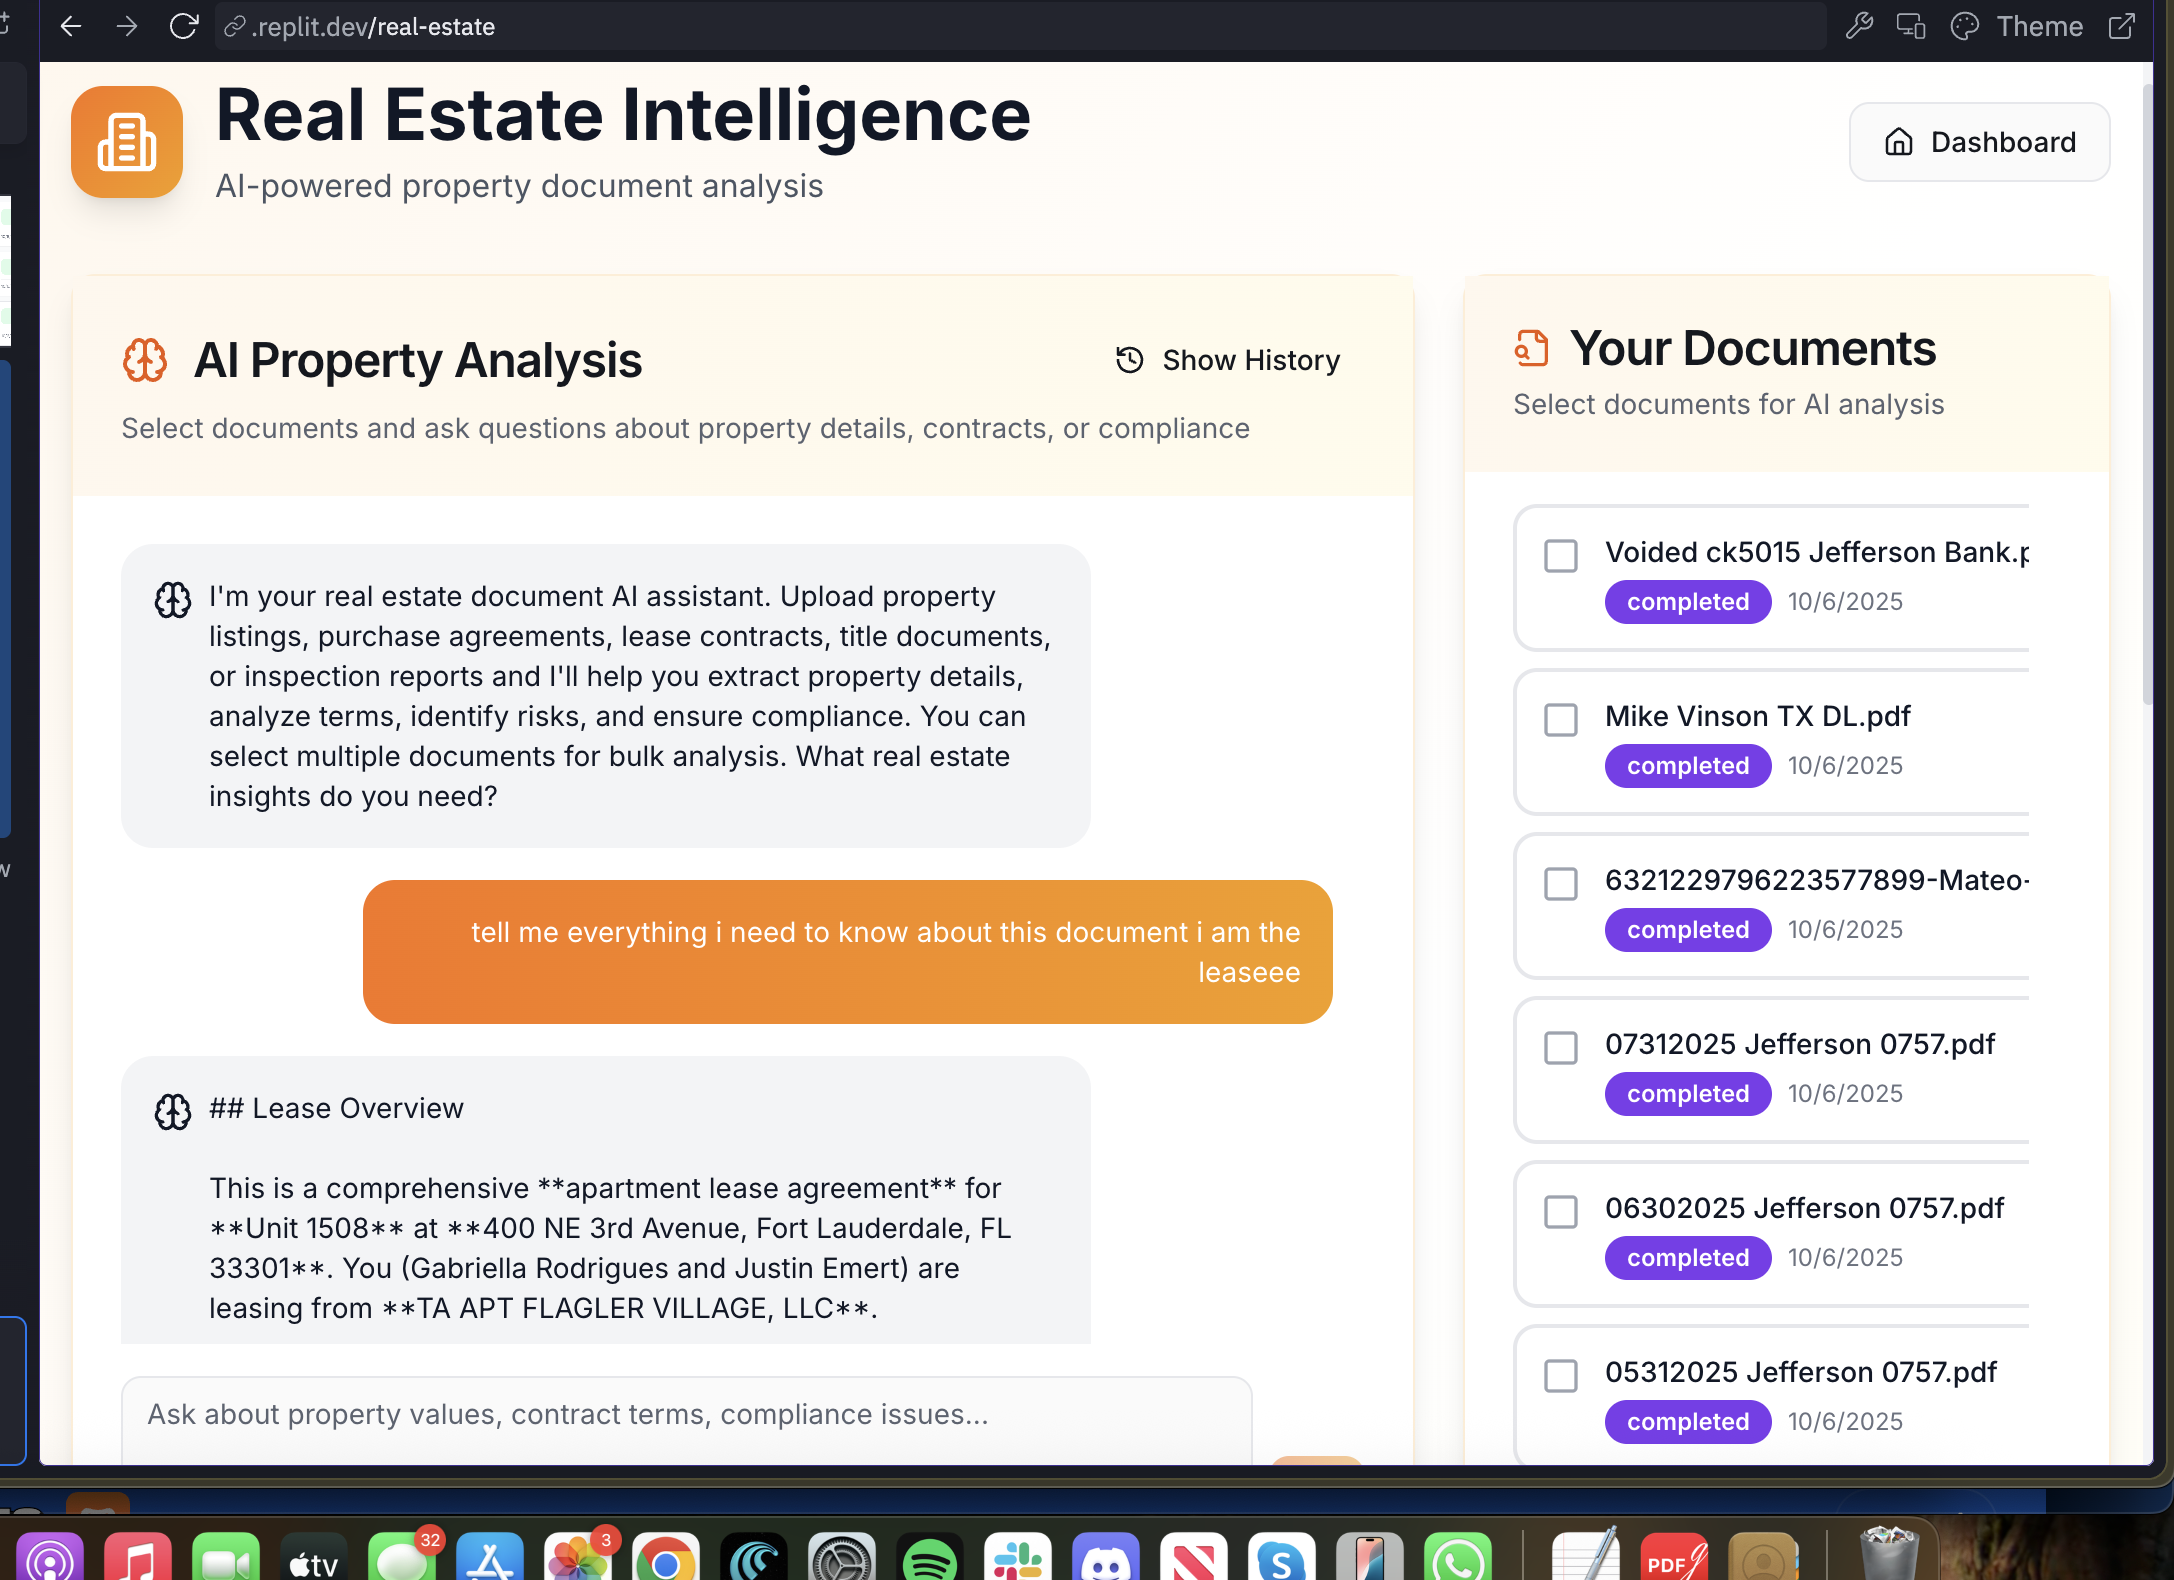 .replit.dev/real-estate
Theme
Real Estate Intelligence
AI-powered property document analysis
Dashboard
AI Property Analysis
Show History
Select documents and ask questions about property details, contracts, or compliance
I'm your real estate document AI assistant. Upload property
listings, purchase agreements, lease contracts, title documents,
or inspection reports and I'll help you extract property details,
analyze terms, identify risks, and ensure compliance. You can
select multiple documents for bulk analysis. What real estate
insights do you need?
tell me everything i need to know about this document i am the
leaseee
## Lease Overview
This is a comprehensive **apartment lease agreement** for
**Unit 1508** at **400 NE 3rd Avenue, Fort Lauderdale, FL
33301**. You (Gabriella Rodrigues and Justin Emert) are
leasing from **TA APT FLAGLER VILLAGE, LLC**.
Ask about property values, contract terms, compliance issues...
Your Documents
Select documents for AI analysis
Voided ck5015 Jefferson Bank.p
completed 10/6/2025
Mike Vinson TX DL.pdf
completed 10/6/2025
6321229796223577899-Mateo-
completed 10/6/2025
07312025 Jefferson 0757.pdf
completed 10/6/2025
06302025 Jefferson 0757.pdf
completed 10/6/2025
05312025 Jefferson 0757.pdf
completed 10/6/2025
tv
32
3
S
PDF